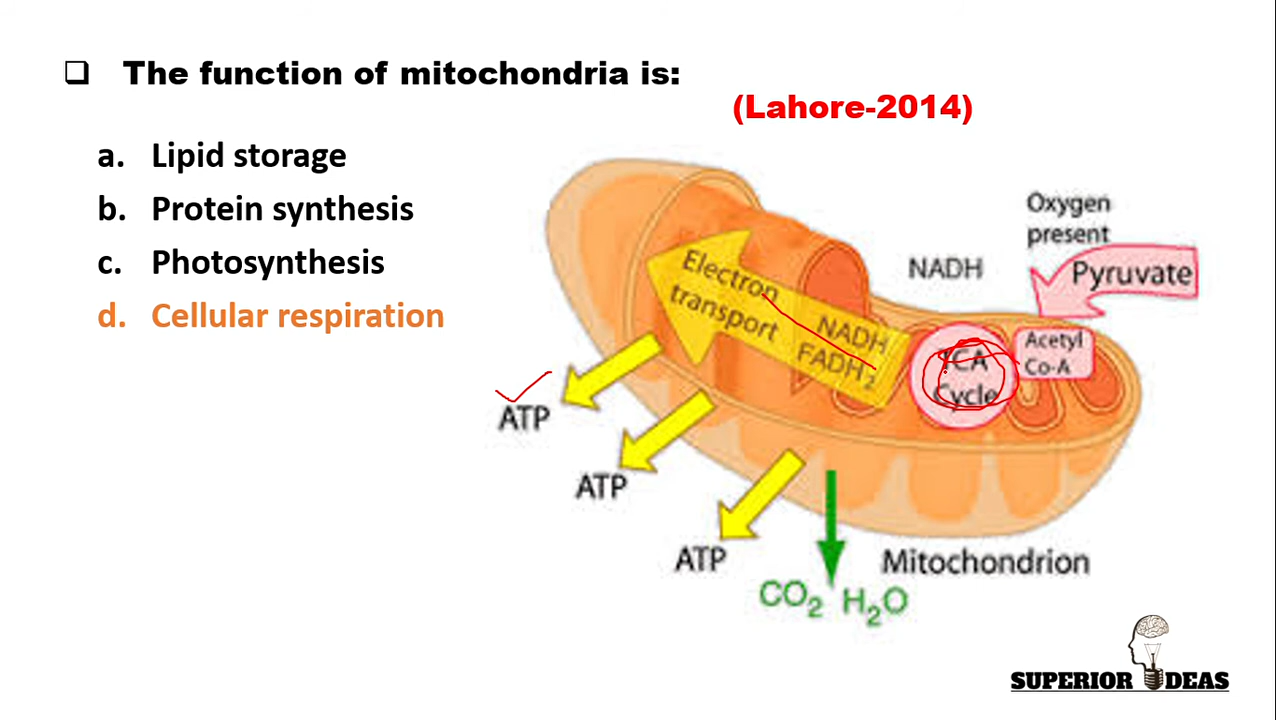 ❑ The function of mitochondria is:
(Lahore-2014)
a. Lipid storage
b. Protein synthesis
c. Photosynthesis
d. Cellular respiration
Oxygen
present
NADH
Pyruvate
Electron
transport
NADH
FADH₂
TCA
Cycle
Acetyl
Co-A
ATP
ATP
ATP
Mitochondrion
CO₂ H₂O
SUPERIOR IDEAS